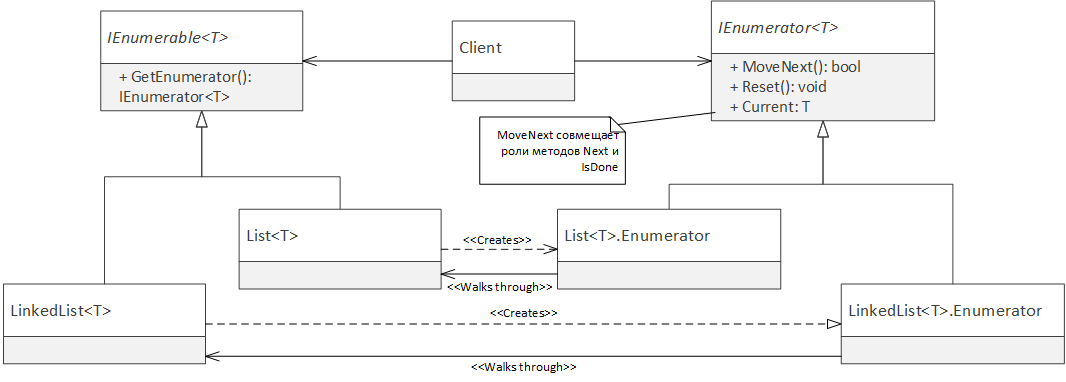 IEnumerable<T>
+ GetEnumerator():
IEnumerator<T>
Client
IEnumerator<T>
+ MoveNext(): bool
+ Reset(): void
+ Current: T
MoveNext совмещает
роли методов Next и
IsDone
List<T>
<<Creates>>
List<T>.Enumerator
<<Walks through>>
LinkedList<T>
<<Creates>>
LinkedList<T>.Enumerator
<<Walks through>>